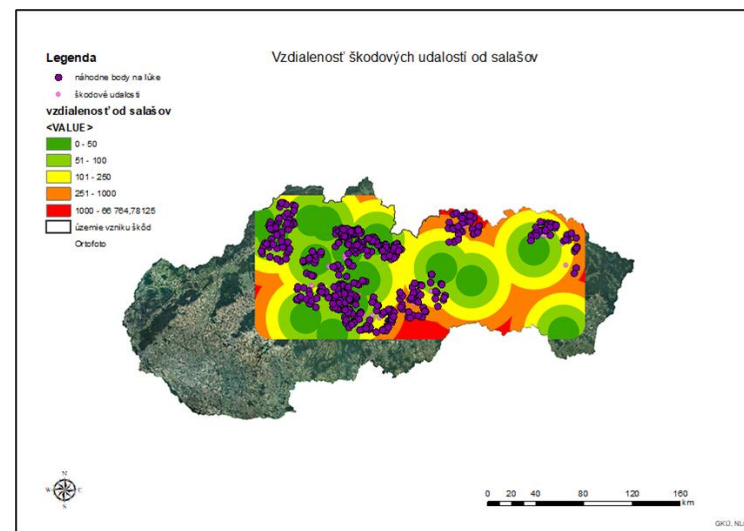 Vzdialenosť škodových udalostí od salašov
Legenda
náhodne body na lúke
škodové udalosti
vzdialenosť od salašov
<VALUE>
0 - 50
51 - 100
101 - 250
251 - 1000
1000 - 66 764,78125
územie vzniku škôd
Ortofoto
N
W E
S
0 10 20 40 80 120 160
km
GKÚ, NL